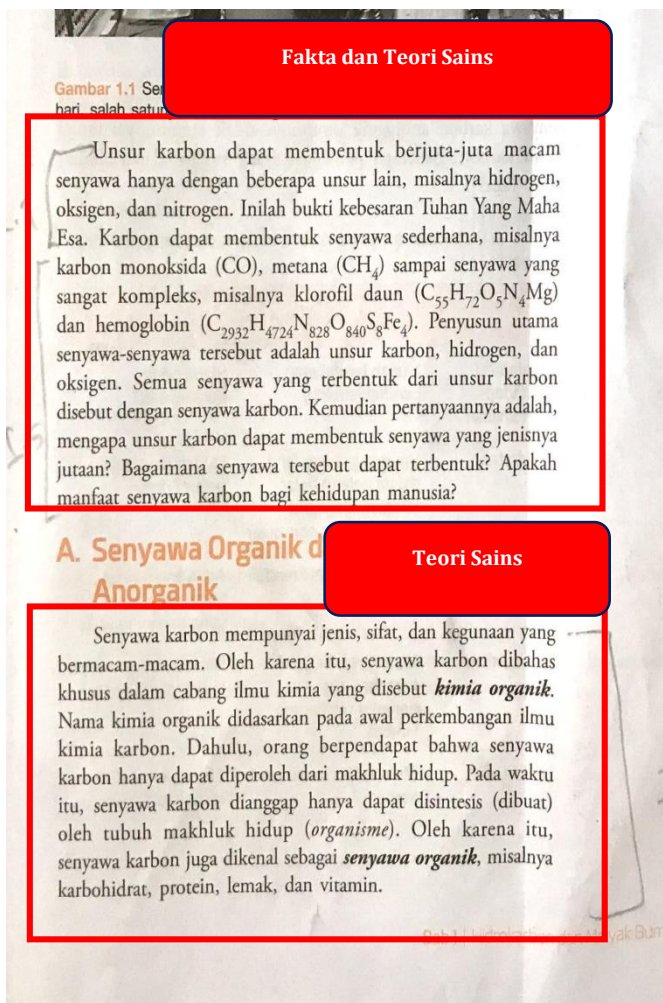 Fakta dan Teori Sains
Gambar 1.1
hari, salah satu
Unsur karbon dapat membentuk berjuta-juta macam
senyawa hanya dengan beberapa unsur lain, misalnya hidrogen,
oksigen, dan nitrogen. Inilah bukti kebesaran Tuhan Yang Maha
Esa. Karbon dapat membentuk senyawa sederhana, misalnya
karbon monoksida (CO), metana (CH₄) sampai senyawa yang
sangat kompleks, misalnya klorofil daun (C₅₅H₇₂O₅N₄Mg)
dan hemoglobin (C₂₉₃₂H₄₇₂₄N₈₂₈O₈₄₀S₈Fe₄). Penyusun utama
senyawa-senyawa tersebut adalah unsur karbon, hidrogen, dan
oksigen. Semua senyawa yang terbentuk dari unsur karbon
disebut dengan senyawa karbon. Kemudian pertanyaannya adalah,
mengapa unsur karbon dapat membentuk senyawa yang jenisnya
jutaan? Bagaimana senyawa tersebut dapat terbentuk? Apakah
manfaat senyawa karbon bagi kehidupan manusia?
A. Senyawa Organik d
Anorganik
Teori Sains
Senyawa karbon mempunyai jenis, sifat, dan kegunaan yang
bermacam-macam. Oleh karena itu, senyawa karbon dibahas
khusus dalam cabang ilmu kimia yang disebut kimia organik.
Nama kimia organik didasarkan pada awal perkembangan ilmu
kimia karbon. Dahulu, orang berpendapat bahwa senyawa
karbon hanya dapat diperoleh dari makhluk hidup. Pada waktu
itu, senyawa karbon dianggap hanya dapat disintesis (dibuat)
oleh tubuh makhluk hidup (organisme). Oleh karena itu,
senyawa karbon juga dikenal sebagai senyawa organik, misalnya
karbohidrat, protein, lemak, dan vitamin.